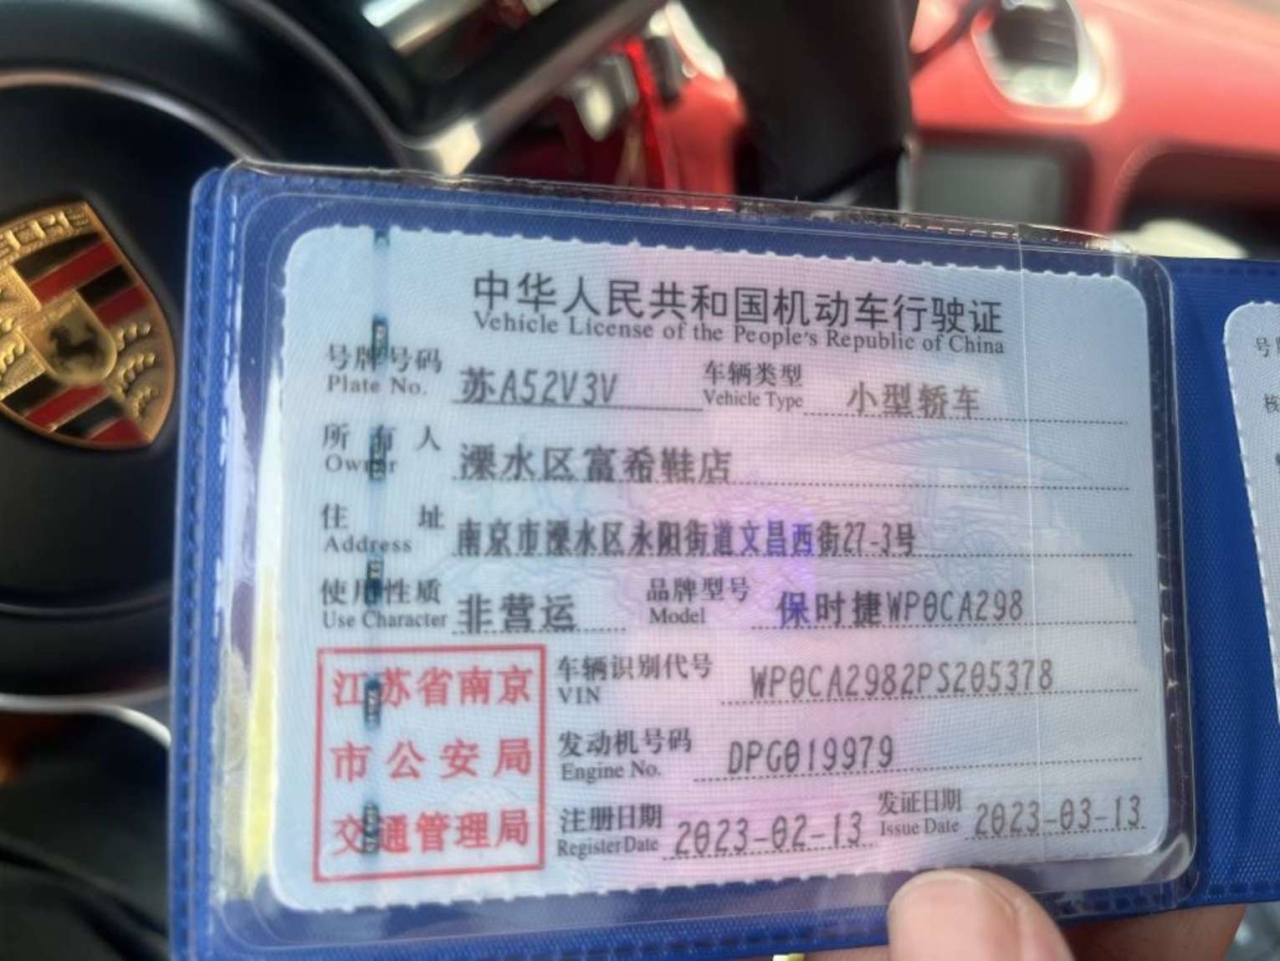 中华人民共和国机动车行驶证
Vehicle License of the People's Republic of China
号牌号码 苏A52V3V 车辆类型 小型轿车
Plate No. Vehicle Type
所有人 溧水区富希鞋店
Owner
住址 南京市溧水区永阳街道文昌西街27-3号
Address
使用性质 非营运 品牌型号 保时捷WP0CA298
Use Character Model
车辆识别代号 WP0CA2982PS205378
VIN
发动机号码 DPG019979
Engine No.
注册日期 2023-02-13 发证日期 2023-03-13
Register Date Issue Date
江苏省南京
市公安局
交通管理局
号